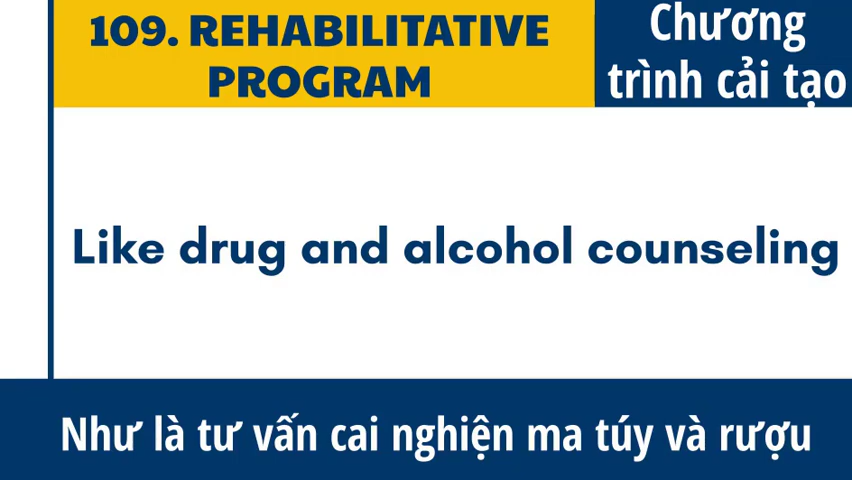 109. REHABILITATIVE
PROGRAM
Chương
trình cải tạo
Like drug and alcohol counseling
Như là tư vấn cai nghiện ma túy và rượu